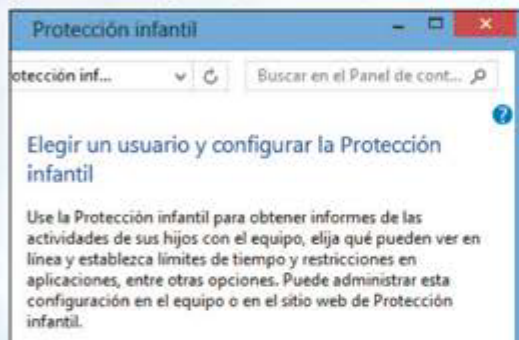 Protección infantil
otección inf...
Buscar en el Panel de cont...
?
Elegir un usuario y configurar la Protección
infantil
Use la Protección infantil para obtener informes de las
actividades de sus hijos con el equipo, elija qué pueden ver en
línea y establezca límites de tiempo y restricciones en
aplicaciones, entre otras opciones. Puede administrar esta
configuración en el equipo o en el sitio web de Protección
infantil.